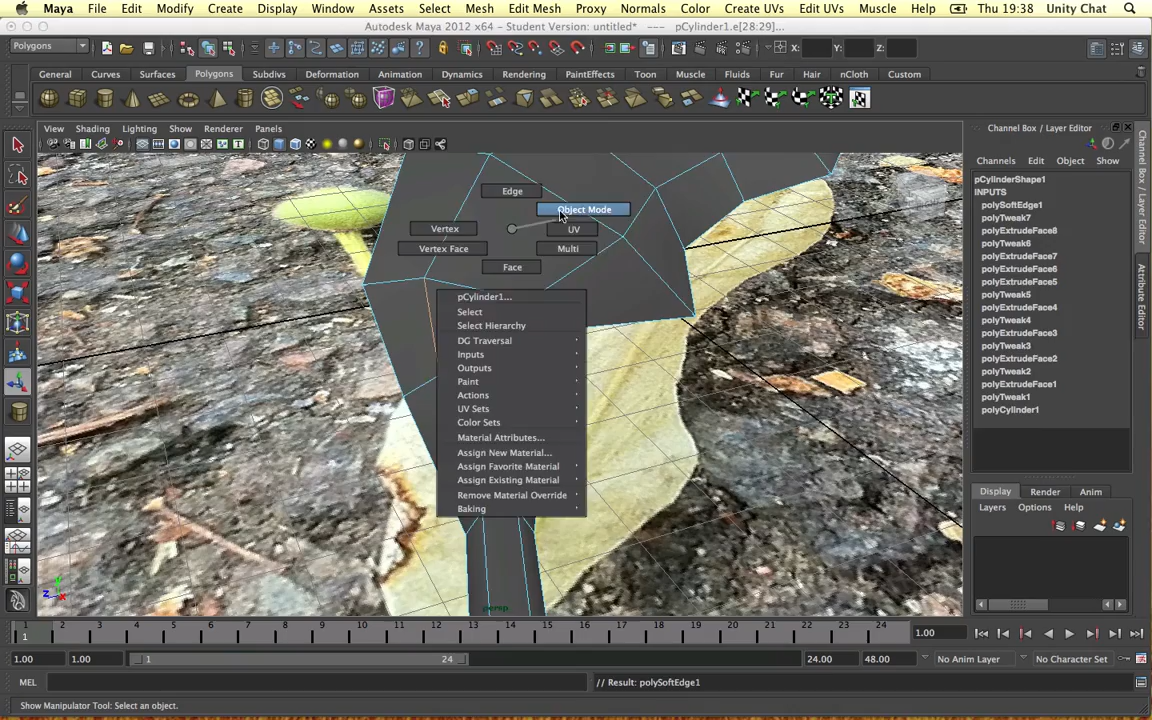 Maya File Edit Modify Create Display Window Assets Select Mesh Edit Mesh Proxy Normals Color Create UVs Edit UVs Muscle Help Thu 19:38 Unity Chat
Autodesk Maya 2012 x64 - Student Version: untitled* --- pCylinder1.e[28:29]...
Polygons X: Y: Z:
General Curves Surfaces Polygons Subdivs Deformation Animation Dynamics Rendering PaintEffects Toon Muscle Fluids Fur Hair nCloth Custom
View Shading Lighting Show Renderer Panels
Channel Box / Layer Editor
Channels Edit Object Show
pCylinderShape1
INPUTS
polySoftEdge1
polyTweak7
polyExtrudeFace8
polyTweak6
polyExtrudeFace7
polyExtrudeFace6
polyExtrudeFace5
polyTweak5
polyExtrudeFace4
polyTweak4
polyExtrudeFace3
polyTweak3
polyExtrudeFace2
polyTweak2
polyExtrudeFace1
polyTweak1
polyCylinder1
Channel Box / Layer Editor
Attribute Editor
Edge
Object Mode
Vertex UV
Vertex Face Multi
Face
pCylinder1...
Select
Select Hierarchy
DG Traversal
Inputs
Outputs
Paint
Actions
UV Sets
Color Sets
Material Attributes...
Assign New Material...
Assign Favorite Material
Assign Existing Material
Remove Material Override
Baking
persp
Y
Z X
Display Render Anim
Layers Options Help
1 2 3 4 5 6 7 8 9 10 11 12 13 14 15 16 17 18 19 20 21 22 23 24
1 1.00
1.00 1.00 1 24 24.00 48.00 No Anim Layer No Character Set
MEL // Result: polySoftEdge1
Show Manipulator Tool: Select an object.